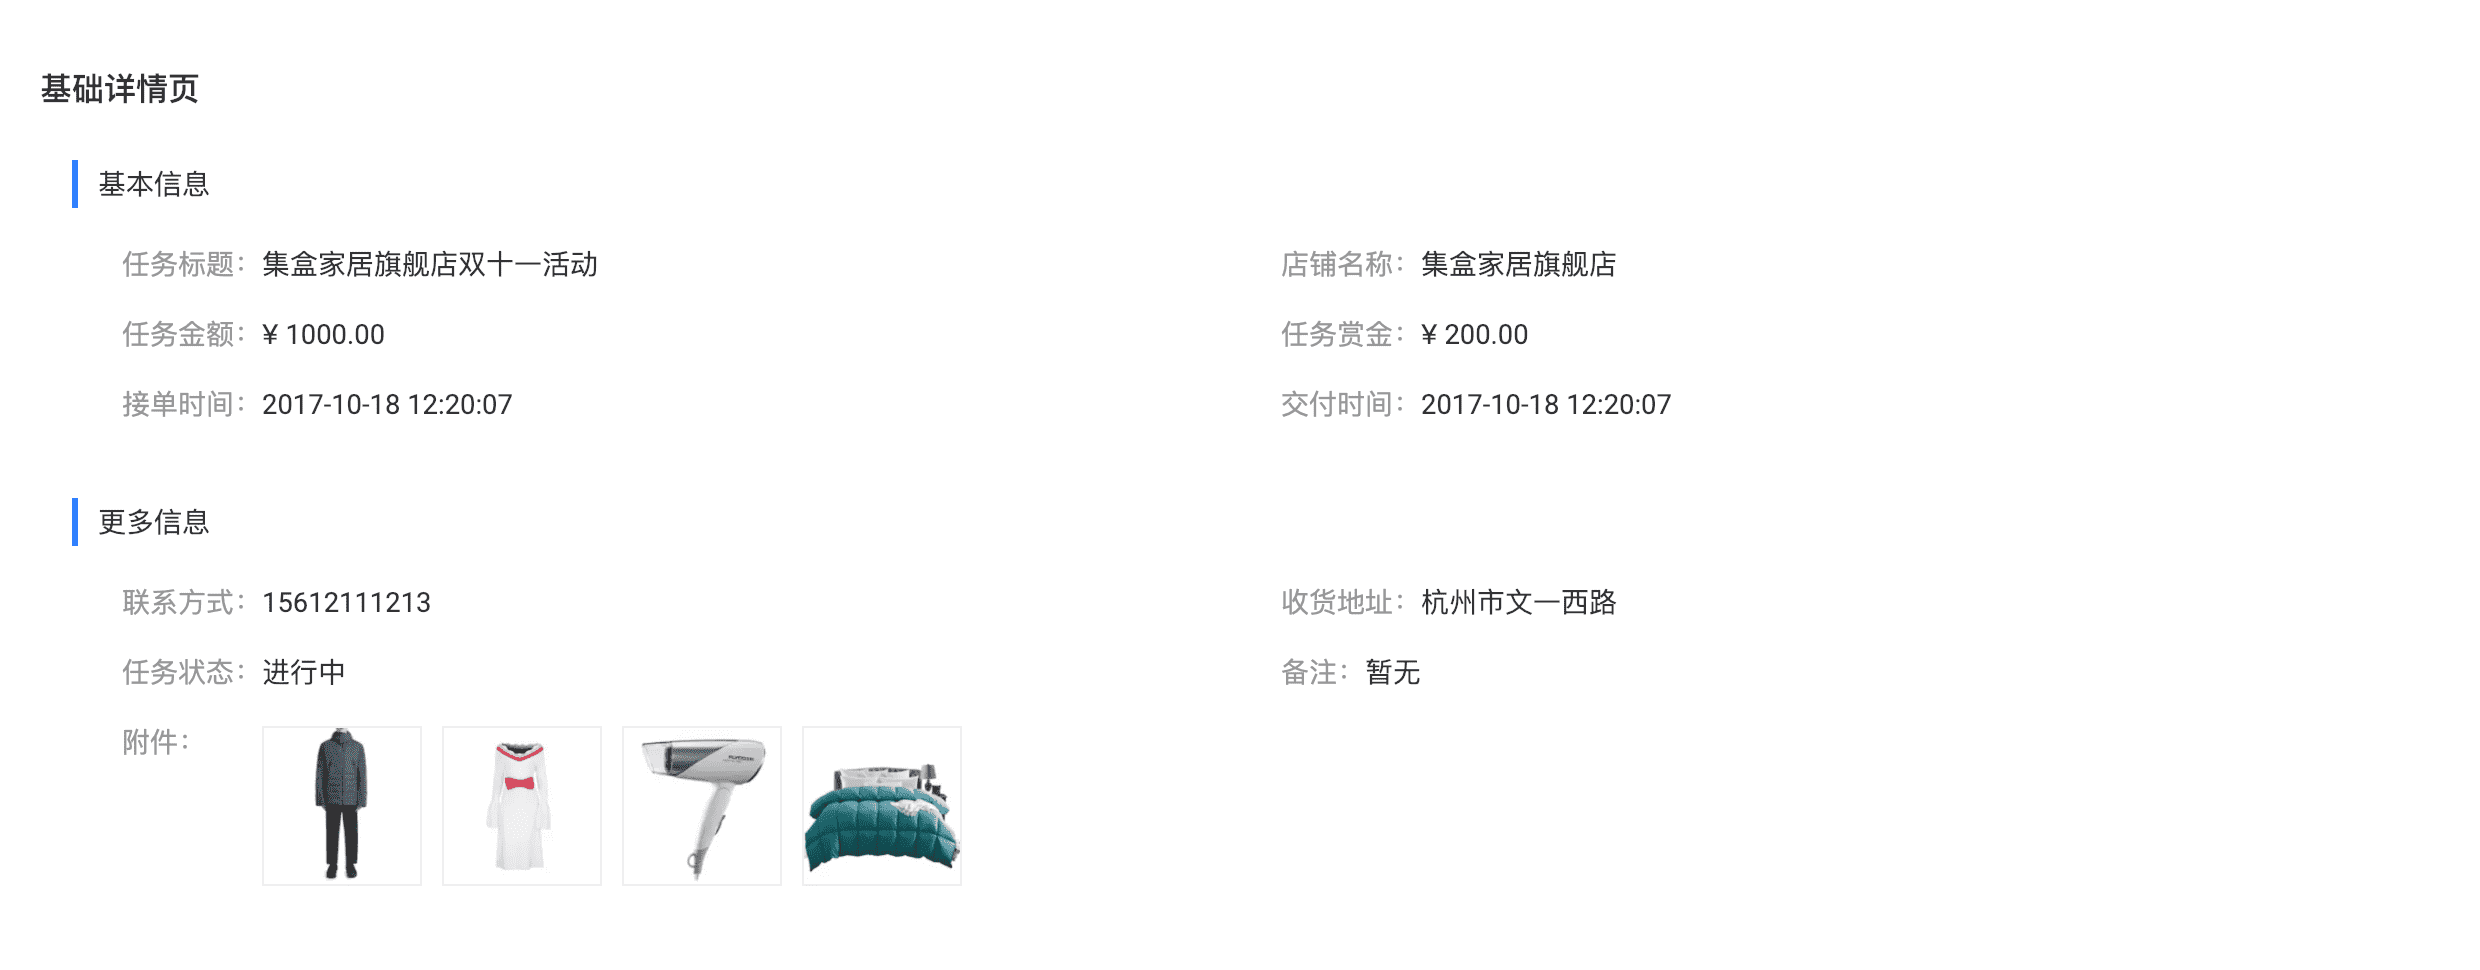 基础详情页
基本信息
任务标题： 集盒家居旗舰店双十一活动
店铺名称： 集盒家居旗舰店
任务金额： ¥ 1000.00
任务赏金： ¥ 200.00
接单时间： 2017-10-18 12:20:07
交付时间： 2017-10-18 12:20:07
更多信息
联系方式： 15612111213
收货地址： 杭州市文一西路
任务状态： 进行中
备注： 暂无
附件：